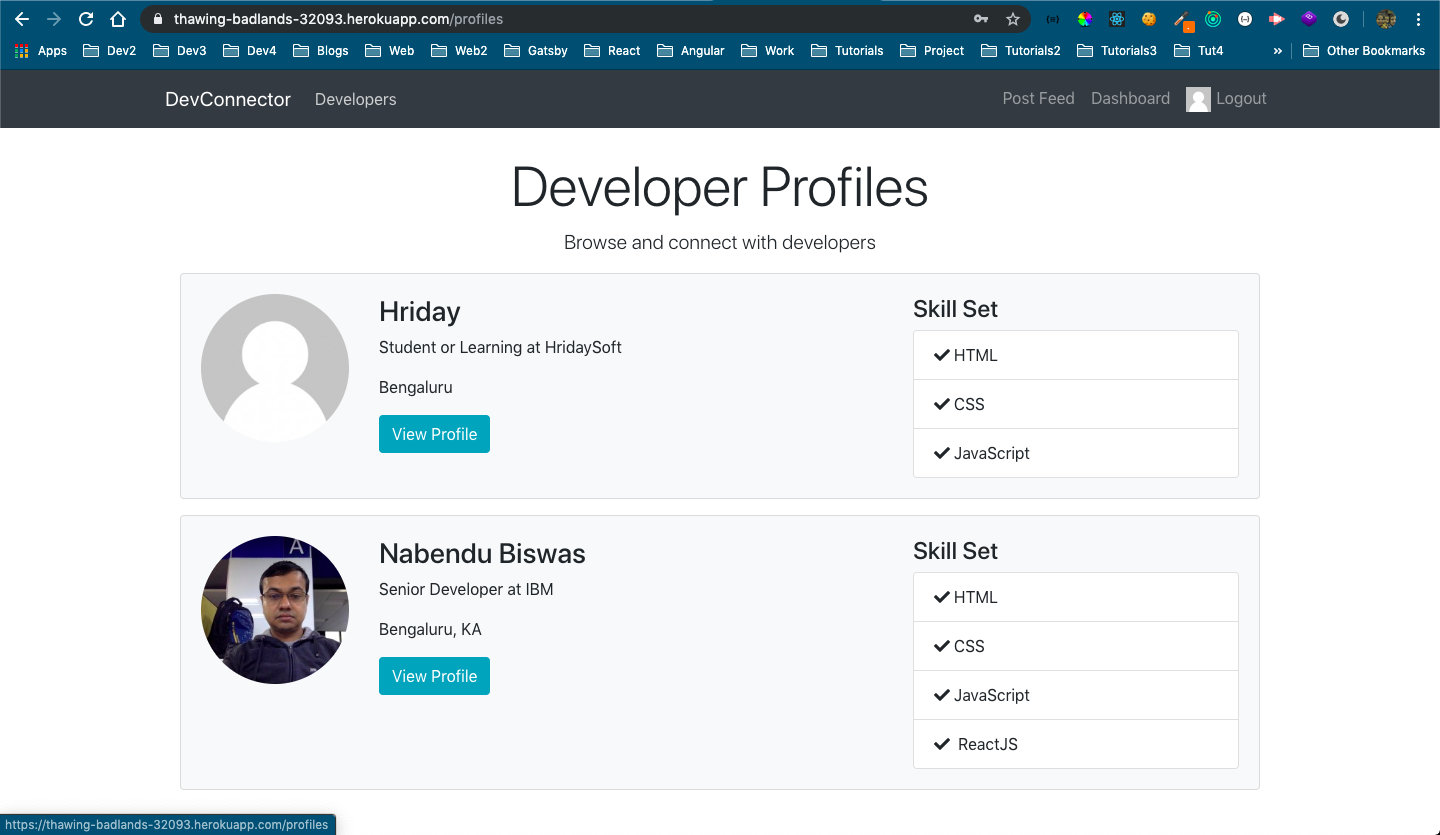 thawing-badlands-32093.herokuapp.com/profiles
Apps Dev2 Dev3 Dev4 Blogs Web Web2 Gatsby React Angular Work Tutorials Project Tutorials2 Tutorials3 Tut4 » Other Bookmarks
DevConnector Developers Post Feed Dashboard Logout
Developer Profiles
Browse and connect with developers
Hriday
Student or Learning at HridaySoft
Bengaluru
View Profile
Skill Set
HTML
CSS
JavaScript
A
Nabendu Biswas
Senior Developer at IBM
Bengaluru, KA
View Profile
Skill Set
HTML
CSS
JavaScript
ReactJS
https://thawing-badlands-32093.herokuapp.com/profiles